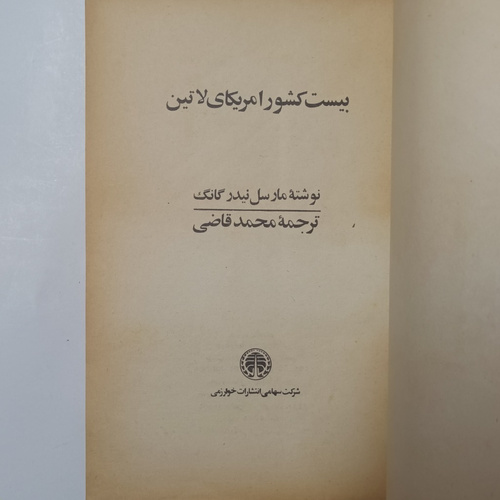 بیست کشور امریکای لاتین
نوشتهٔ مارسل نیدرگانگ
ترجمهٔ محمد قاضی
شرکت سهامی انتشارات خوارزمی